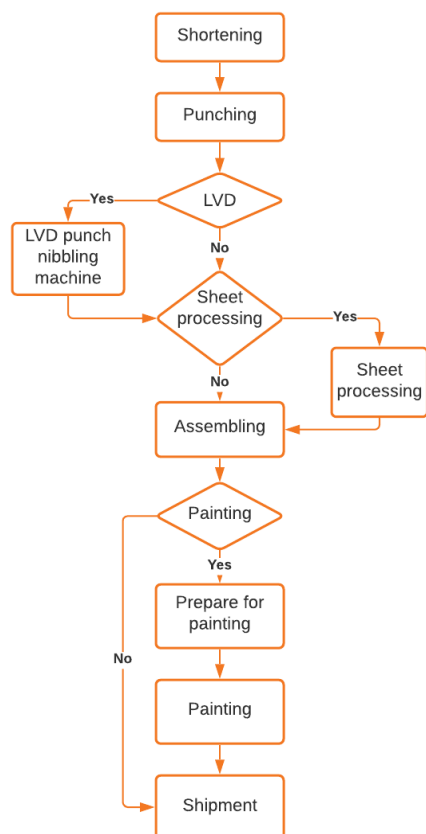 Shortening
Punching
LVD
Yes
LVD punch
nibbling
machine
No
Sheet
processing
Yes
Sheet
processing
No
Assembling
Painting
Yes
Prepare for
painting
No
Painting
Shipment